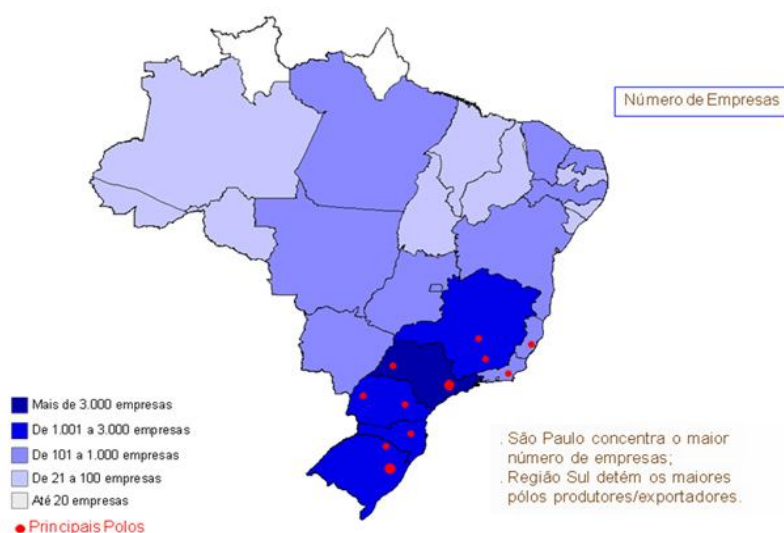 Número de Empresas
Mais de 3.000 empresas
De 1.001 a 3.000 empresas
De 101 a 1.000 empresas
De 21 a 100 empresas
Até 20 empresas
Principais Polos
. São Paulo concentra o maior
número de empresas;
. Região Sul detém os maiores
pólos produtores/exportadores.